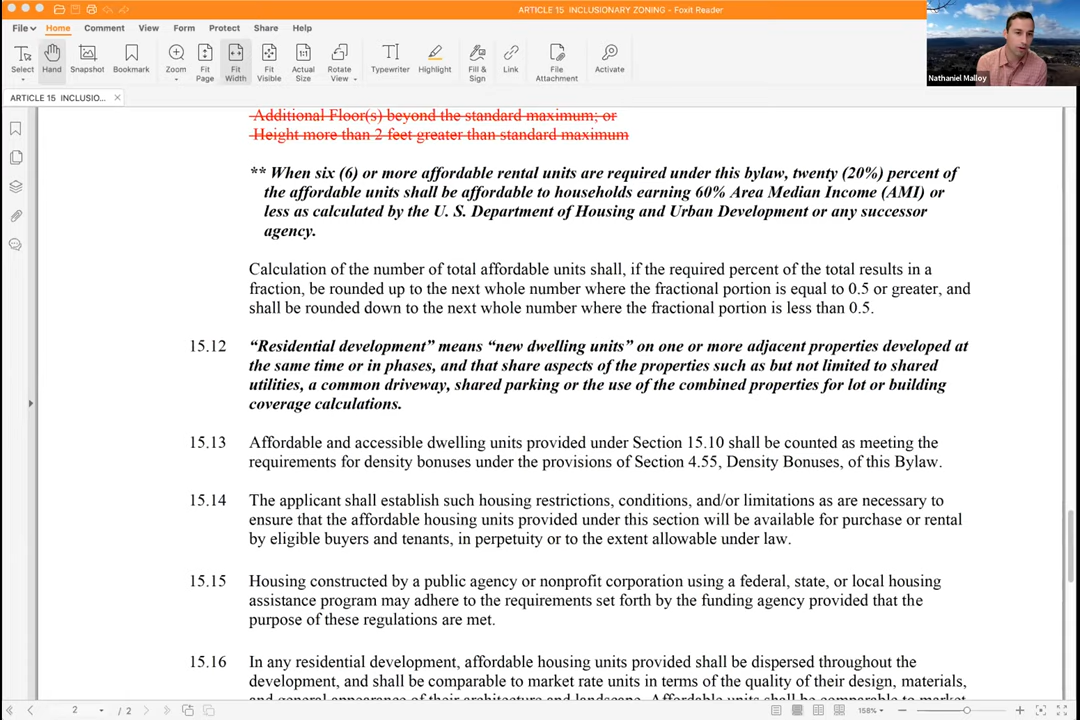 ARTICLE 15 INCLUSIONARY ZONING - Foxit Reader
File Home Comment View Form Protect Share Help
Select Hand Snapshot Bookmark Zoom Fit Page Fit Width Fit Visible Actual Size Rotate View Typewriter Highlight Fill & Sign Link File Attachment Activate
Nathaniel Malloy
ARTICLE 15 INCLUSIO...
Additional Floor(s) beyond the standard maximum; or
Height more than 2 feet greater than standard maximum
** When six (6) or more affordable rental units are required under this bylaw, twenty (20%) percent of
the affordable units shall be affordable to households earning 60% Area Median Income (AMI) or
less as calculated by the U. S. Department of Housing and Urban Development or any successor
agency.
Calculation of the number of total affordable units shall, if the required percent of the total results in a
fraction, be rounded up to the next whole number where the fractional portion is equal to 0.5 or greater, and
shall be rounded down to the next whole number where the fractional portion is less than 0.5.
15.12 “Residential development” means “new dwelling units” on one or more adjacent properties developed at
the same time or in phases, and that share aspects of the properties such as but not limited to shared
utilities, a common driveway, shared parking or the use of the combined properties for lot or building
coverage calculations.
15.13 Affordable and accessible dwelling units provided under Section 15.10 shall be counted as meeting the
requirements for density bonuses under the provisions of Section 4.55, Density Bonuses, of this Bylaw.
15.14 The applicant shall establish such housing restrictions, conditions, and/or limitations as are necessary to
ensure that the affordable housing units provided under this section will be available for purchase or rental
by eligible buyers and tenants, in perpetuity or to the extent allowable under law.
15.15 Housing constructed by a public agency or nonprofit corporation using a federal, state, or local housing
assistance program may adhere to the requirements set forth by the funding agency provided that the
purpose of these regulations are met.
15.16 In any residential development, affordable housing units provided shall be dispersed throughout the
development, and shall be comparable to market rate units in terms of the quality of their design, materials,
and general appearance of their architecture and landscape. Affordable units shall be comparable to market
2 / 2 158%